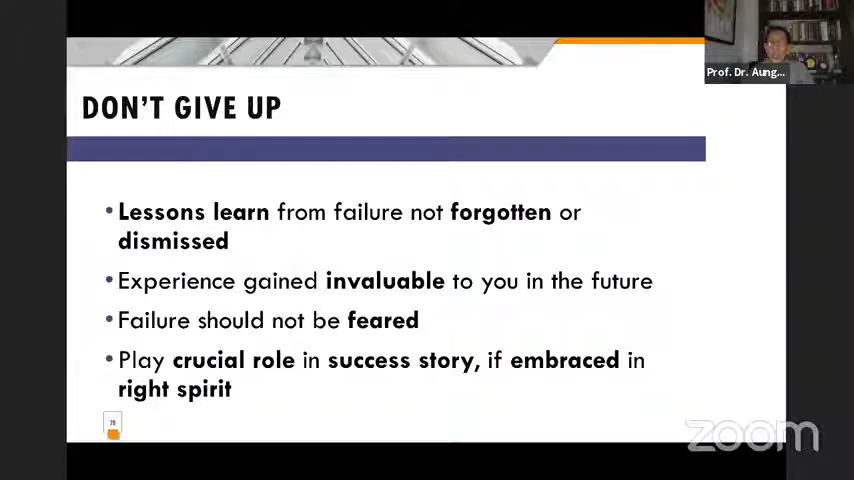 Prof. Dr. Aung...
DON'T GIVE UP
•Lessons learn from failure not forgotten or
dismissed
•Experience gained invaluable to you in the future
•Failure should not be feared
•Play crucial role in success story, if embraced in
right spirit
zoom